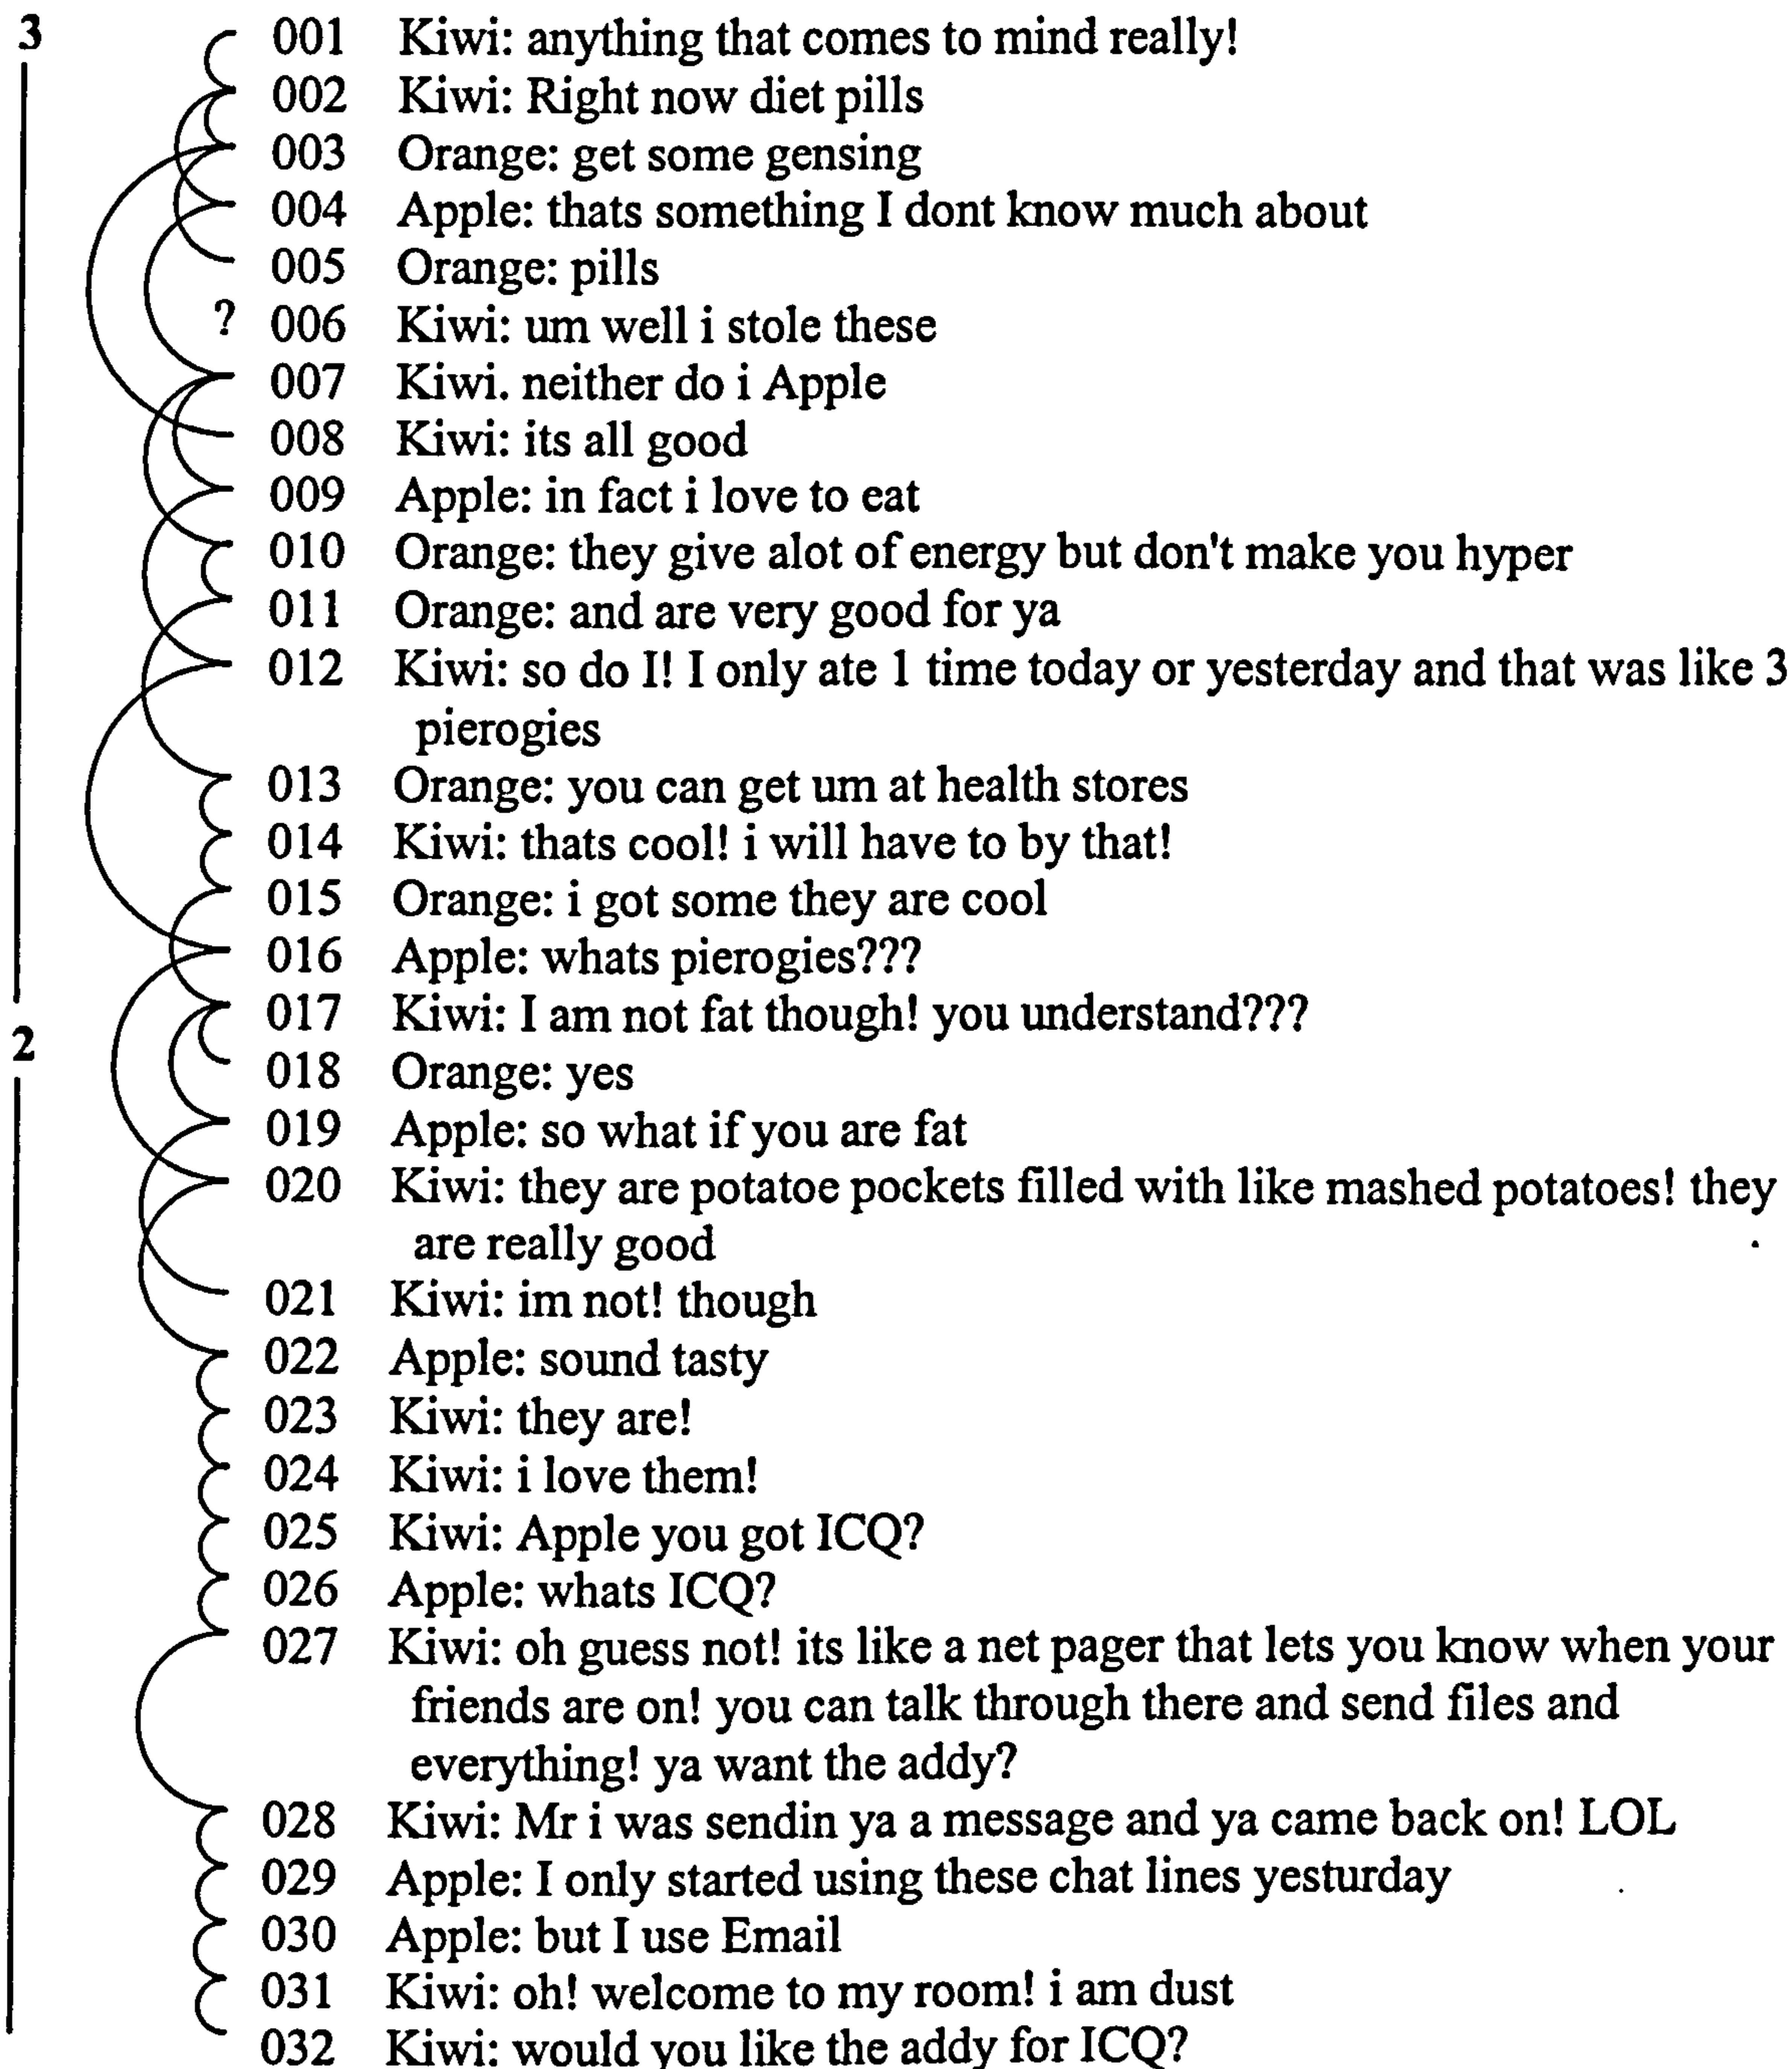 3
001 Kiwi: anything that comes to mind really!
002 Kiwi: Right now diet pills
003 Orange: get some gensing
004 Apple: thats something I dont know much about
005 Orange: pills
? 006 Kiwi: um well i stole these
007 Kiwi. neither do i Apple
008 Kiwi: its all good
009 Apple: in fact i love to eat
010 Orange: they give alot of energy but don't make you hyper
011 Orange: and are very good for ya
012 Kiwi: so do I! I only ate 1 time today or yesterday and that was like 3
pierogies
013 Orange: you can get um at health stores
014 Kiwi: thats cool! i will have to by that!
015 Orange: i got some they are cool
016 Apple: whats pierogies???
017 Kiwi: I am not fat though! you understand???
2
018 Orange: yes
019 Apple: so what if you are fat
020 Kiwi: they are potatoe pockets filled with like mashed potatoes! they
are really good
021 Kiwi: im not! though
022 Apple: sound tasty
023 Kiwi: they are!
024 Kiwi: i love them!
025 Kiwi: Apple you got ICQ?
026 Apple: whats ICQ?
027 Kiwi: oh guess not! its like a net pager that lets you know when your
friends are on! you can talk through there and send files and
everything! ya want the addy?
028 Kiwi: Mr i was sendin ya a message and ya came back on! LOL
029 Apple: I only started using these chat lines yesturday
030 Apple: but I use Email
031 Kiwi: oh! welcome to my room! i am dust
032 Kiwi: would you like the addy for ICQ?